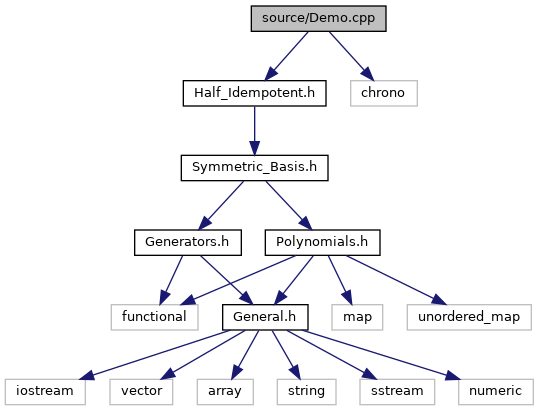 source/Demo.cpp
Half_Idempotent.h
chrono
Symmetric_Basis.h
Generators.h
Polynomials.h
functional
General.h
map
unordered_map
iostream
vector
array
string
sstream
numeric